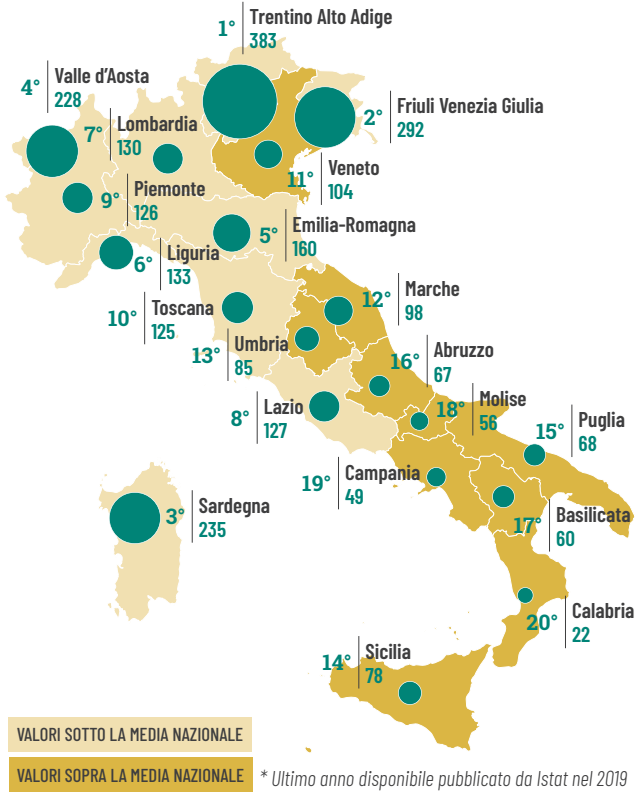 1°
Trentino Alto Adige
383
4°
Valle d'Aosta
228
2°
Friuli Venezia Giulia
292
7°
Lombardia
130
11°
Veneto
104
9°
Piemonte
126
5°
Emilia-Romagna
160
6°
Liguria
133
12°
Marche
98
10°
Toscana
125
13°
Umbria
85
16°
Abruzzo
67
8°
Lazio
127
18°
Molise
56
15°
Puglia
68
19°
Campania
49
3°
Sardegna
235
17°
Basilicata
60
20°
Calabria
22
14°
Sicilia
78
VALORI SOTTO LA MEDIA NAZIONALE
VALORI SOPRA LA MEDIA NAZIONALE
* Ultimo anno disponibile pubblicato da Istat nel 2019